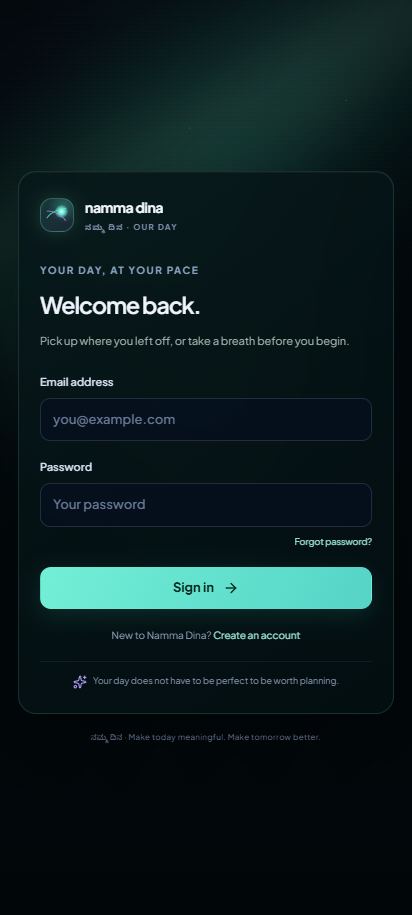 namma dina
ನಮ್ಮ ದಿನ · OUR DAY
YOUR DAY, AT YOUR PACE
Welcome back.
Pick up where you left off, or take a breath before you begin.
Email address
you@example.com
Password
Your password
Forgot password?
Sign in →
New to Namma Dina? Create an account
Your day does not have to be perfect to be worth planning.
ನಮ್ಮ ದಿನ · Make today meaningful. Make tomorrow better.